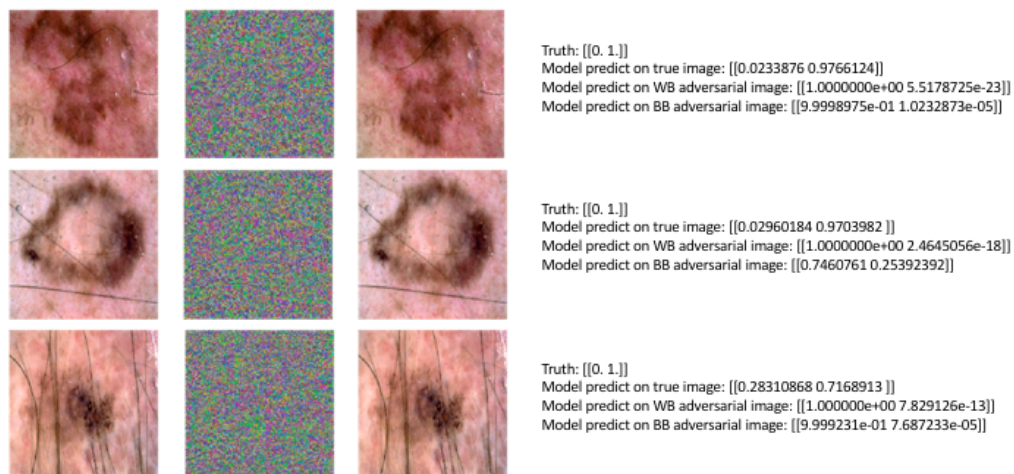 Truth: [[0. 1.]]
Model predict on true image: [[0.0233876 0.9766124]]
Model predict on WB adversarial image: [[1.0000000e+00 5.5178725e-23]]
Model predict on BB adversarial image: [[9.9998975e-01 1.0232873e-05]]
Truth: [[0. 1.]]
Model predict on true image: [[0.02960184 0.9703982 ]]
Model predict on WB adversarial image: [[1.0000000e+00 2.4645056e-18]]
Model predict on BB adversarial image: [[0.7460761 0.25392392]]
Truth: [[0. 1.]]
Model predict on true image: [[0.28310868 0.7168913 ]]
Model predict on WB adversarial image: [[1.000000e+00 7.829126e-13]]
Model predict on BB adversarial image: [[9.999231e-01 7.687233e-05]]